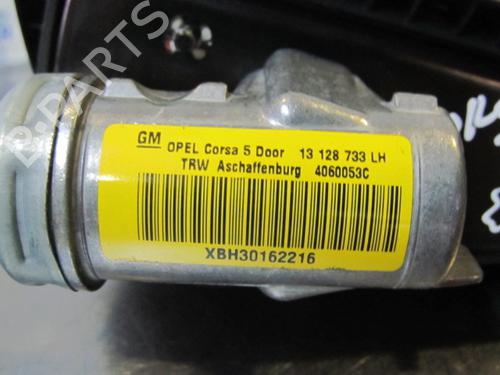 B-PARTS
GM OPEL Corsa 5 Door 13 128 733 LH
TRW Aschaffenburg 4060053C
XBH30162216